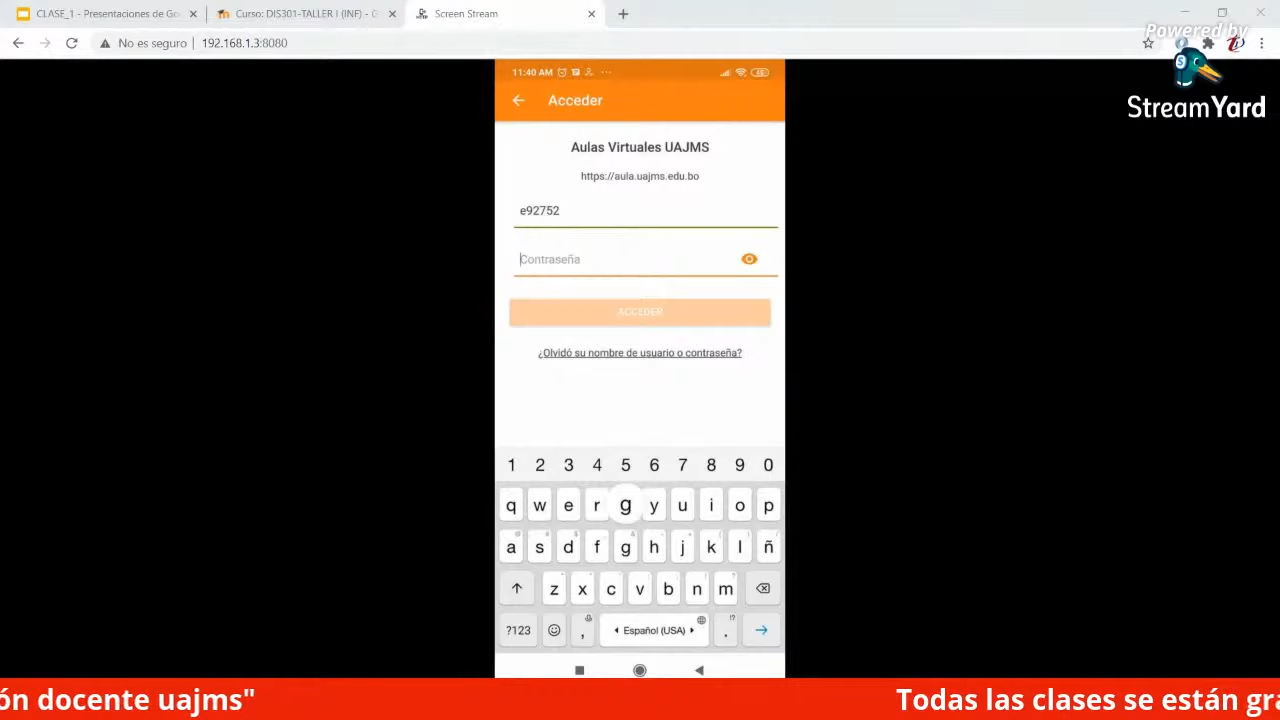 CLASE_1 - Presentaciones de Go
Curso: DIS301-TALLER I (INF) - G
Screen Stream
No es seguro
192.168.1.3:8080
Powered by
StreamYard
11:40 AM
Acceder
Aulas Virtuales UAJMS
https://aula.uajms.edu.bo
e92752
Contraseña
ACCEDER
¿Olvidó su nombre de usuario o contraseña?
1 2 3 4 5 6 7 8 9 0
q w e r g y u i o p
a s d f g h j k l ñ
z x c v b n m
?123 , Español (USA) .
ón docente uajms"
Todas las clases se están gra